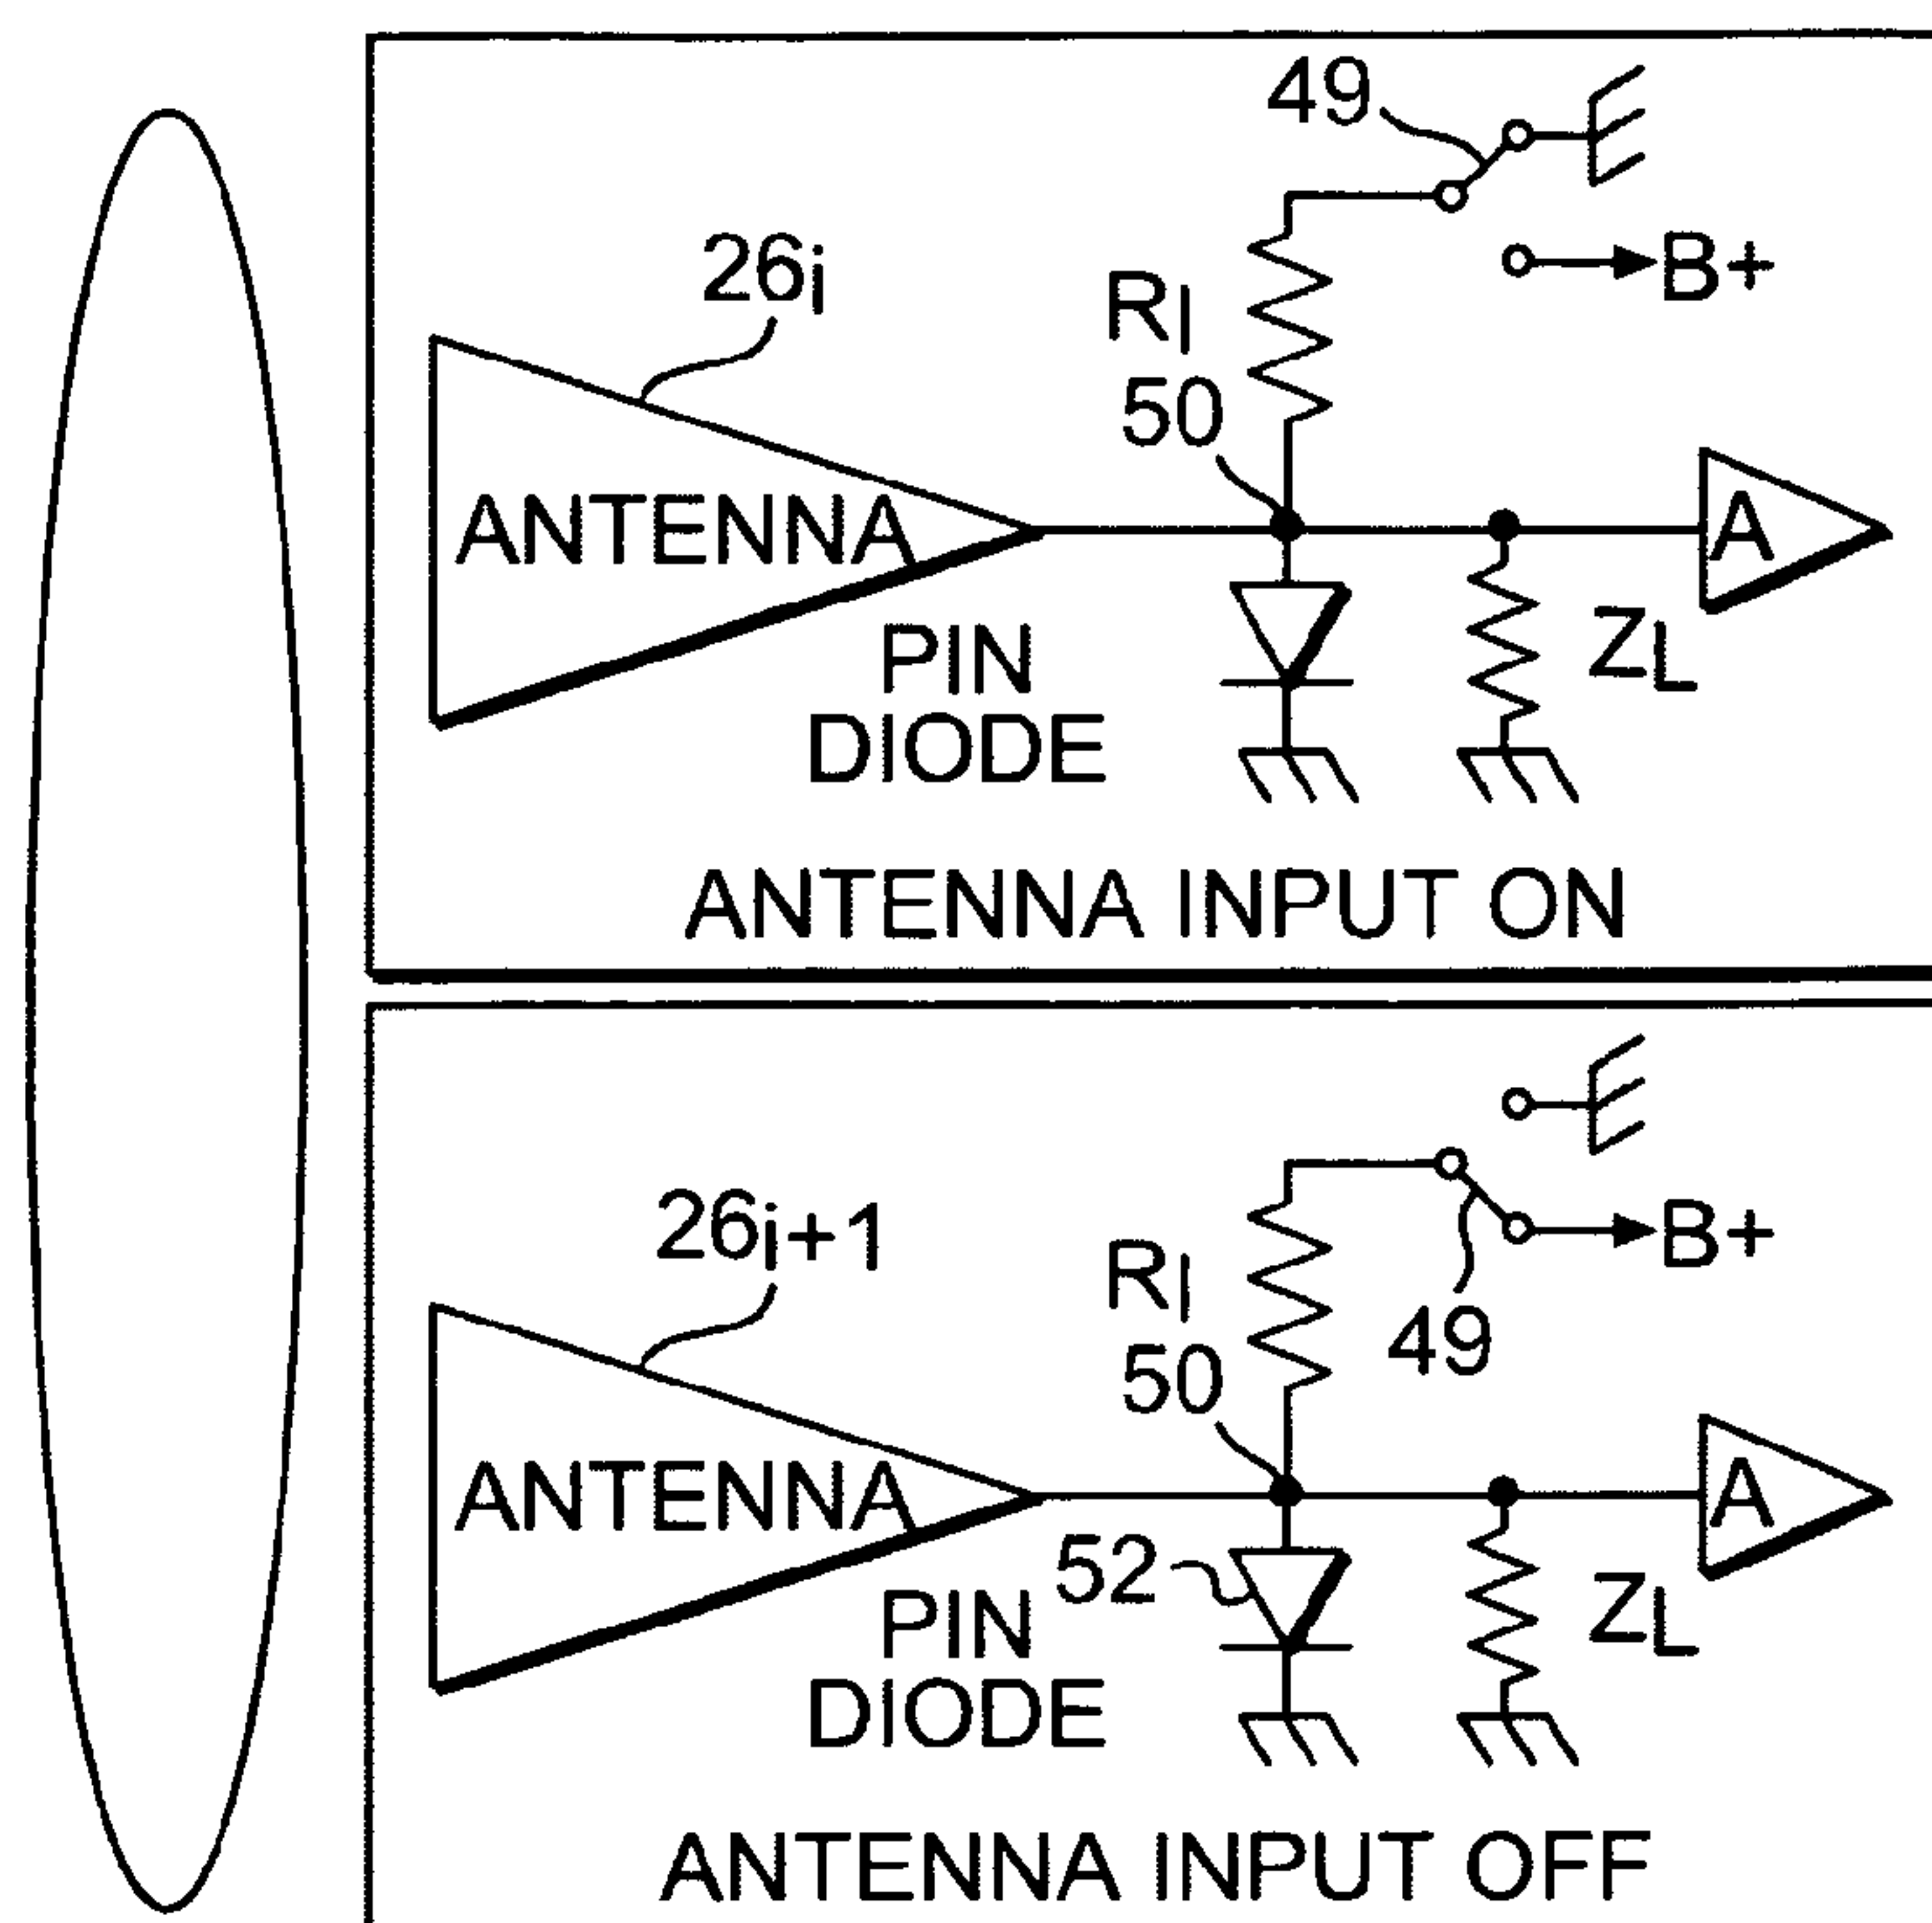 49
26i
B+
RI
50
ANTENNA
A
PIN
DIODE
ZL
ANTENNA INPUT ON
26i+1
B+
RI
49
50
ANTENNA
A
52
PIN
DIODE
ZL
ANTENNA INPUT OFF